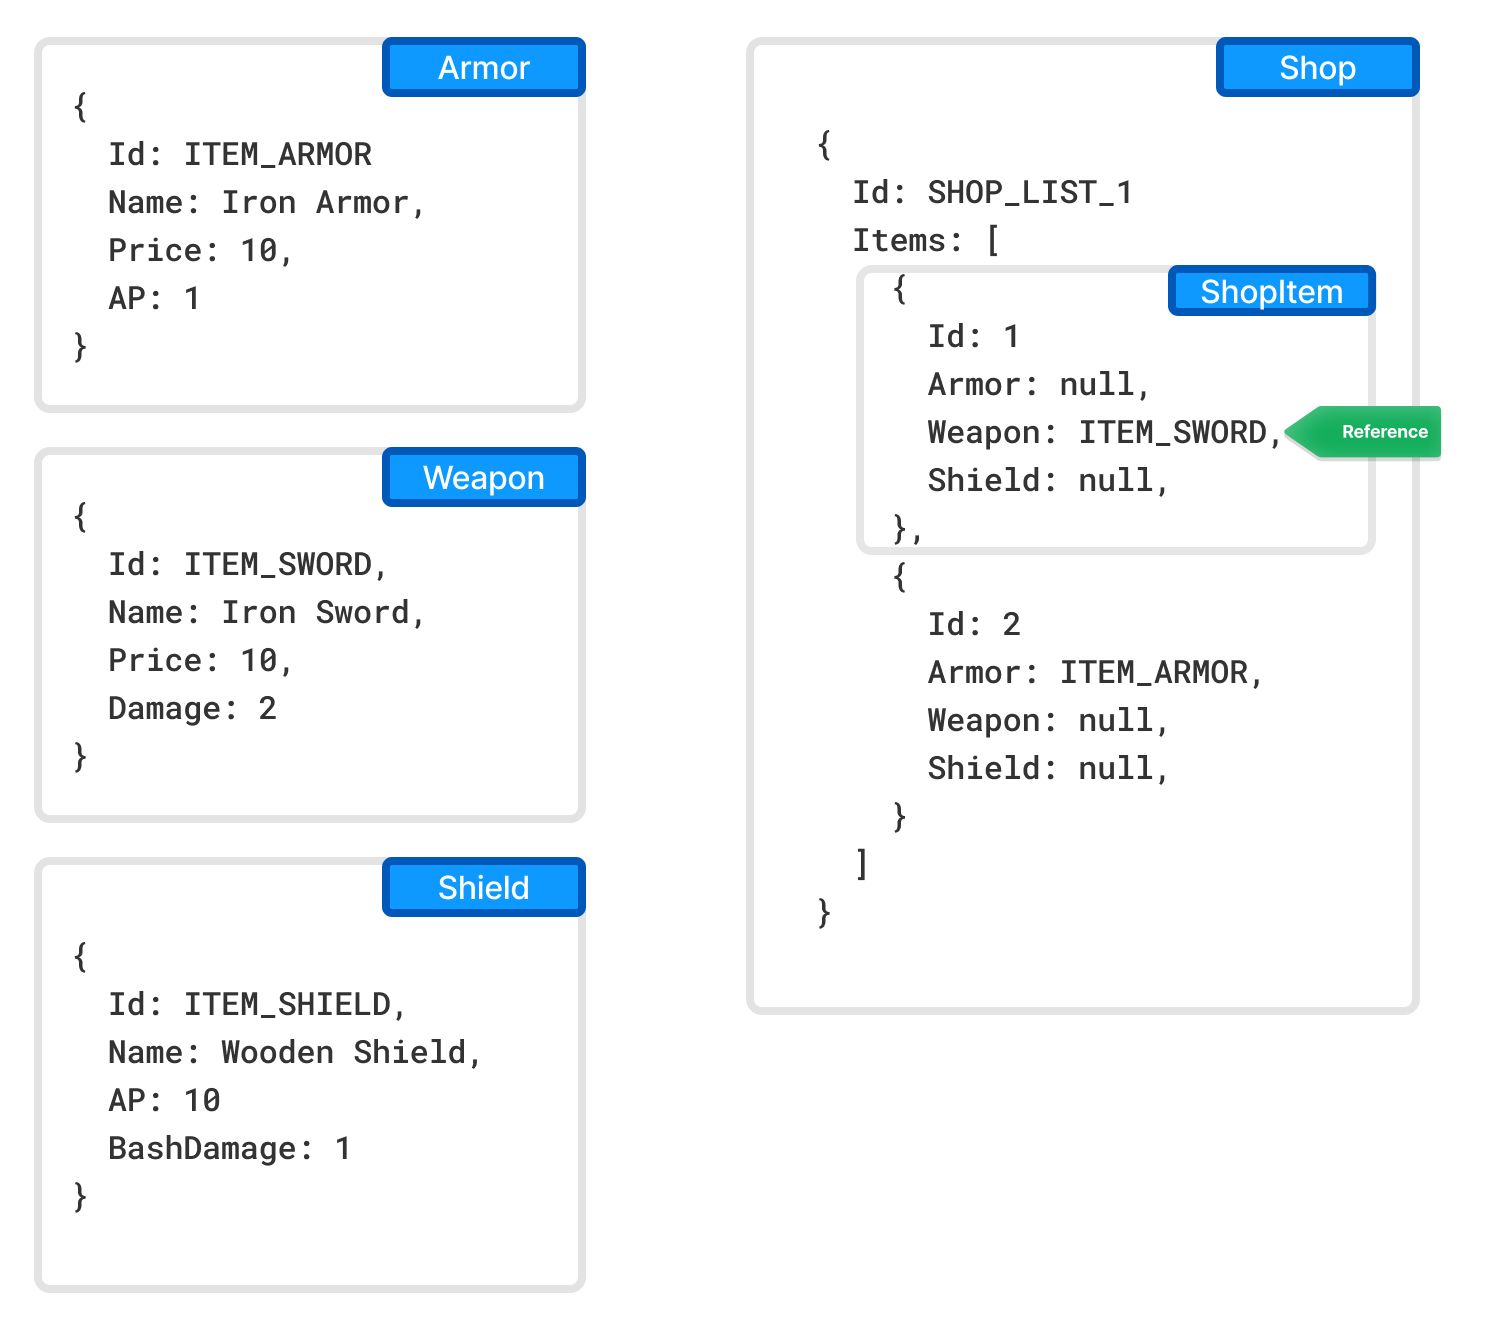 Armor
{
Id: ITEM_ARMOR
Name: Iron Armor,
Price: 10,
AP: 1
}
Weapon
{
Id: ITEM_SWORD,
Name: Iron Sword,
Price: 10,
Damage: 2
}
Shield
{
Id: ITEM_SHIELD,
Name: Wooden Shield,
AP: 10
BashDamage: 1
}
Shop
{
Id: SHOP_LIST_1
Items: [
{
ShopItem
Id: 1
Armor: null,
Weapon: ITEM_SWORD,
Reference
Shield: null,
},
{
Id: 2
Armor: ITEM_ARMOR,
Weapon: null,
Shield: null,
}
]
}